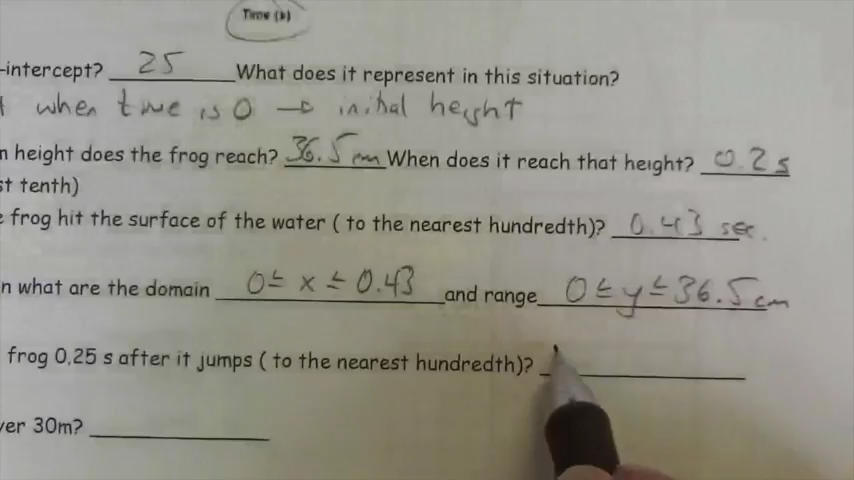 Time (s)
-intercept? 25 What does it represent in this situation?
when time is 0 → initial height
height does the frog reach? 36.5 cm When does it reach that height? 0.2 s
st tenth)
frog hit the surface of the water ( to the nearest hundredth)? 0.43 sec.
n what are the domain 0 ≤ x ≤ 0.43 and range 0 ≤ y ≤ 36.5 cm
frog 0.25 s after it jumps ( to the nearest hundredth)?
ver 30m?